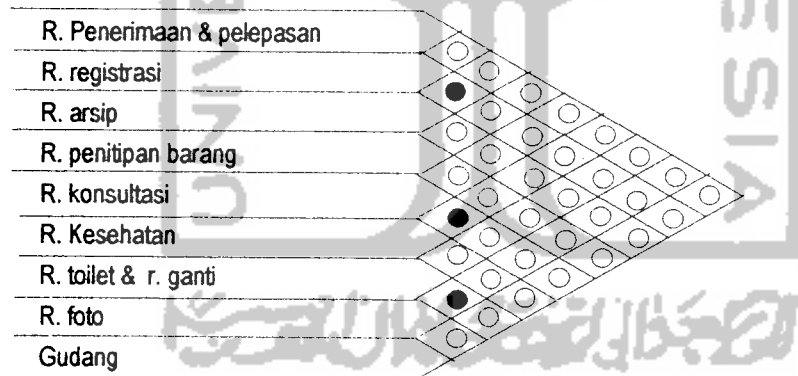 R. Penerimaan & pelepasan
R. registrasi
R. arsip
R. penitipan barang
R. konsultasi
R. Kesehatan
R. toilet & r. ganti
R. foto
Gudang